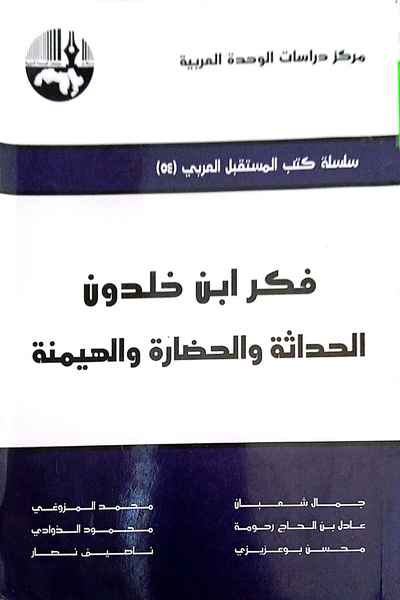 مركز دراسات الوحدة العربية
سلسلة كتب المستقبل العربي (٥٤)
فكر ابن خلدون
الحداثة والحضارة والهيمنة
جمال شعبان محمد المزوغي
عادل بن الحاج رحومة محمود الذوادي
محسن بوعزيزي ناصيف نصار